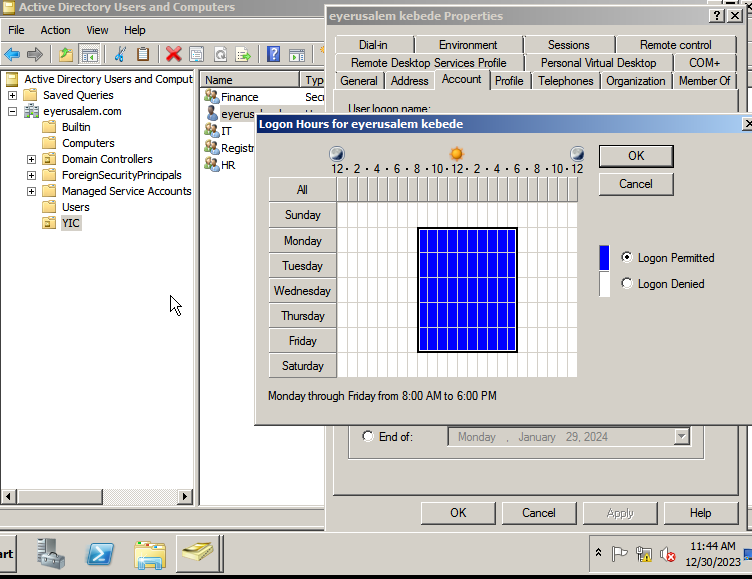 Active Directory Users and Computers
File Action View Help
Active Directory Users and Comput
Saved Queries
eyerusalem.com
Builtin
Computers
Domain Controllers
ForeignSecurityPrincipals
Managed Service Accounts
Users
YIC
Name Typ
Finance Sec
eyerus
IT
Registr
HR
eyerusalem kebede Properties
Dial-in Environment Sessions Remote control
Remote Desktop Services Profile Personal Virtual Desktop COM+
General Address Account Profile Telephones Organization Member Of
User logon name:
Logon Hours for eyerusalem kebede
12 · 2 · 4 · 6 · 8 · 10 · 12 · 2 · 4 · 6 · 8 · 10 · 12
All
Sunday
Monday
Tuesday
Wednesday
Thursday
Friday
Saturday
OK
Cancel
Logon Permitted
Logon Denied
Monday through Friday from 8:00 AM to 6:00 PM
End of: Monday , January 29, 2024
OK Cancel Apply Help
art
11:44 AM
12/30/2023